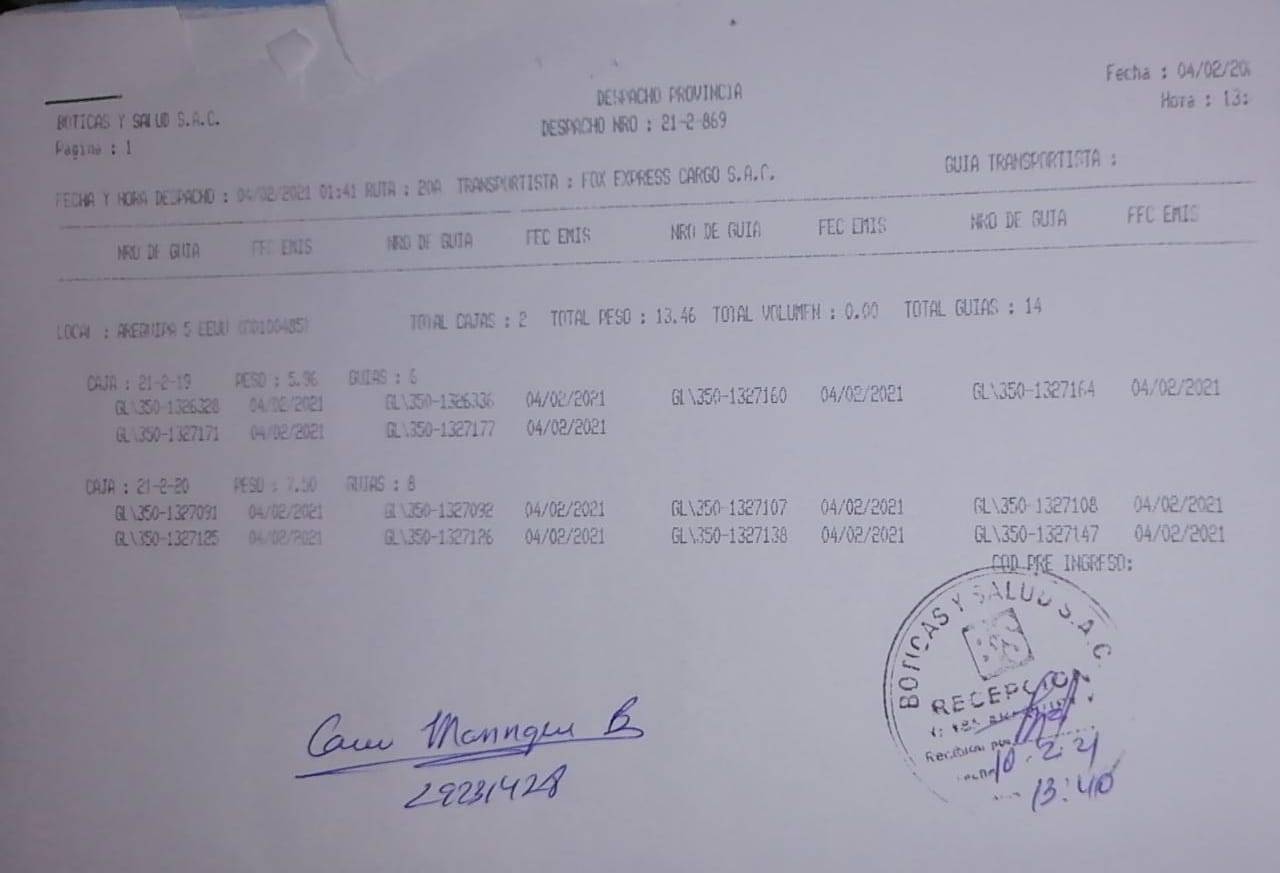 Fecha : 04/02/20
DESPACHO PROVINCIA
Hora : 13:
BOTICAS Y SALUD S.A.C.
DESPACHO NRO : 21-2-869
Pagina : 1
GUIA TRANSPORTISTA :
FECHA Y HORA DESPACHO : 04/02/2021 01:41 RUTA : 20A TRANSPORTISTA : FOX EXPRESS CARGO S.A.C.
NRO DE GUIA FEC EMIS NRO DE GUIA FEC EMIS NRO DE GUIA FEC EMIS NRO DE GUIA FEC EMIS
LOCAL : AREQUIPA 5 EEUU TOTAL CAJAS : 2 TOTAL PESO : 13.46 TOTAL VOLUMEN : 0.00 TOTAL GUIAS : 14
CAJA : 21-2-19 PESO : 5.96 GUIAS : 6
GL\350-1326328 04/02/2021 GL\350-1326336 04/02/2021 GL\350-1327160 04/02/2021 GL\350-1327164 04/02/2021
GL\350-1327171 04/02/2021 GL\350-1327177 04/02/2021
CAJA : 21-2-20 PESO : 7.50 GUIAS : 8
GL\350-1327091 04/02/2021 GL\350-1327092 04/02/2021 GL\350-1327107 04/02/2021 GL\350-1327108 04/02/2021
GL\350-1327125 04/02/2021 GL\350-1327126 04/02/2021 GL\350-1327138 04/02/2021 GL\350-1327147 04/02/2021
COD PRE INGRESO:
BOTICAS Y SALUD S.A.C.
BS
RECEPCION
Recibido por
10-2-21
13:40
29231428